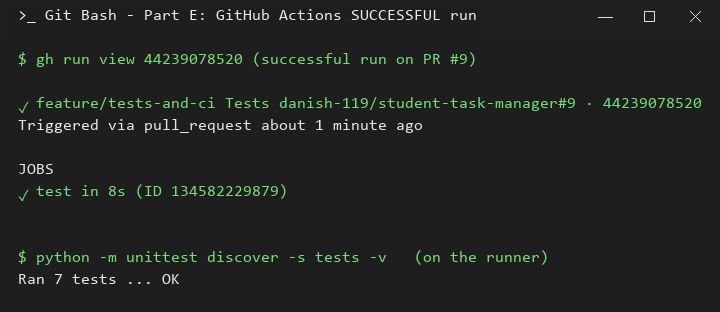 >_ Git Bash - Part E: GitHub Actions SUCCESSFUL run
$ gh run view 44239078520 (successful run on PR #9)
✓ feature/tests-and-ci Tests danish-119/student-task-manager#9 · 44239078520
Triggered via pull_request about 1 minute ago
JOBS
✓ test in 8s (ID 134582229879)
$ python -m unittest discover -s tests -v (on the runner)
Ran 7 tests ... OK